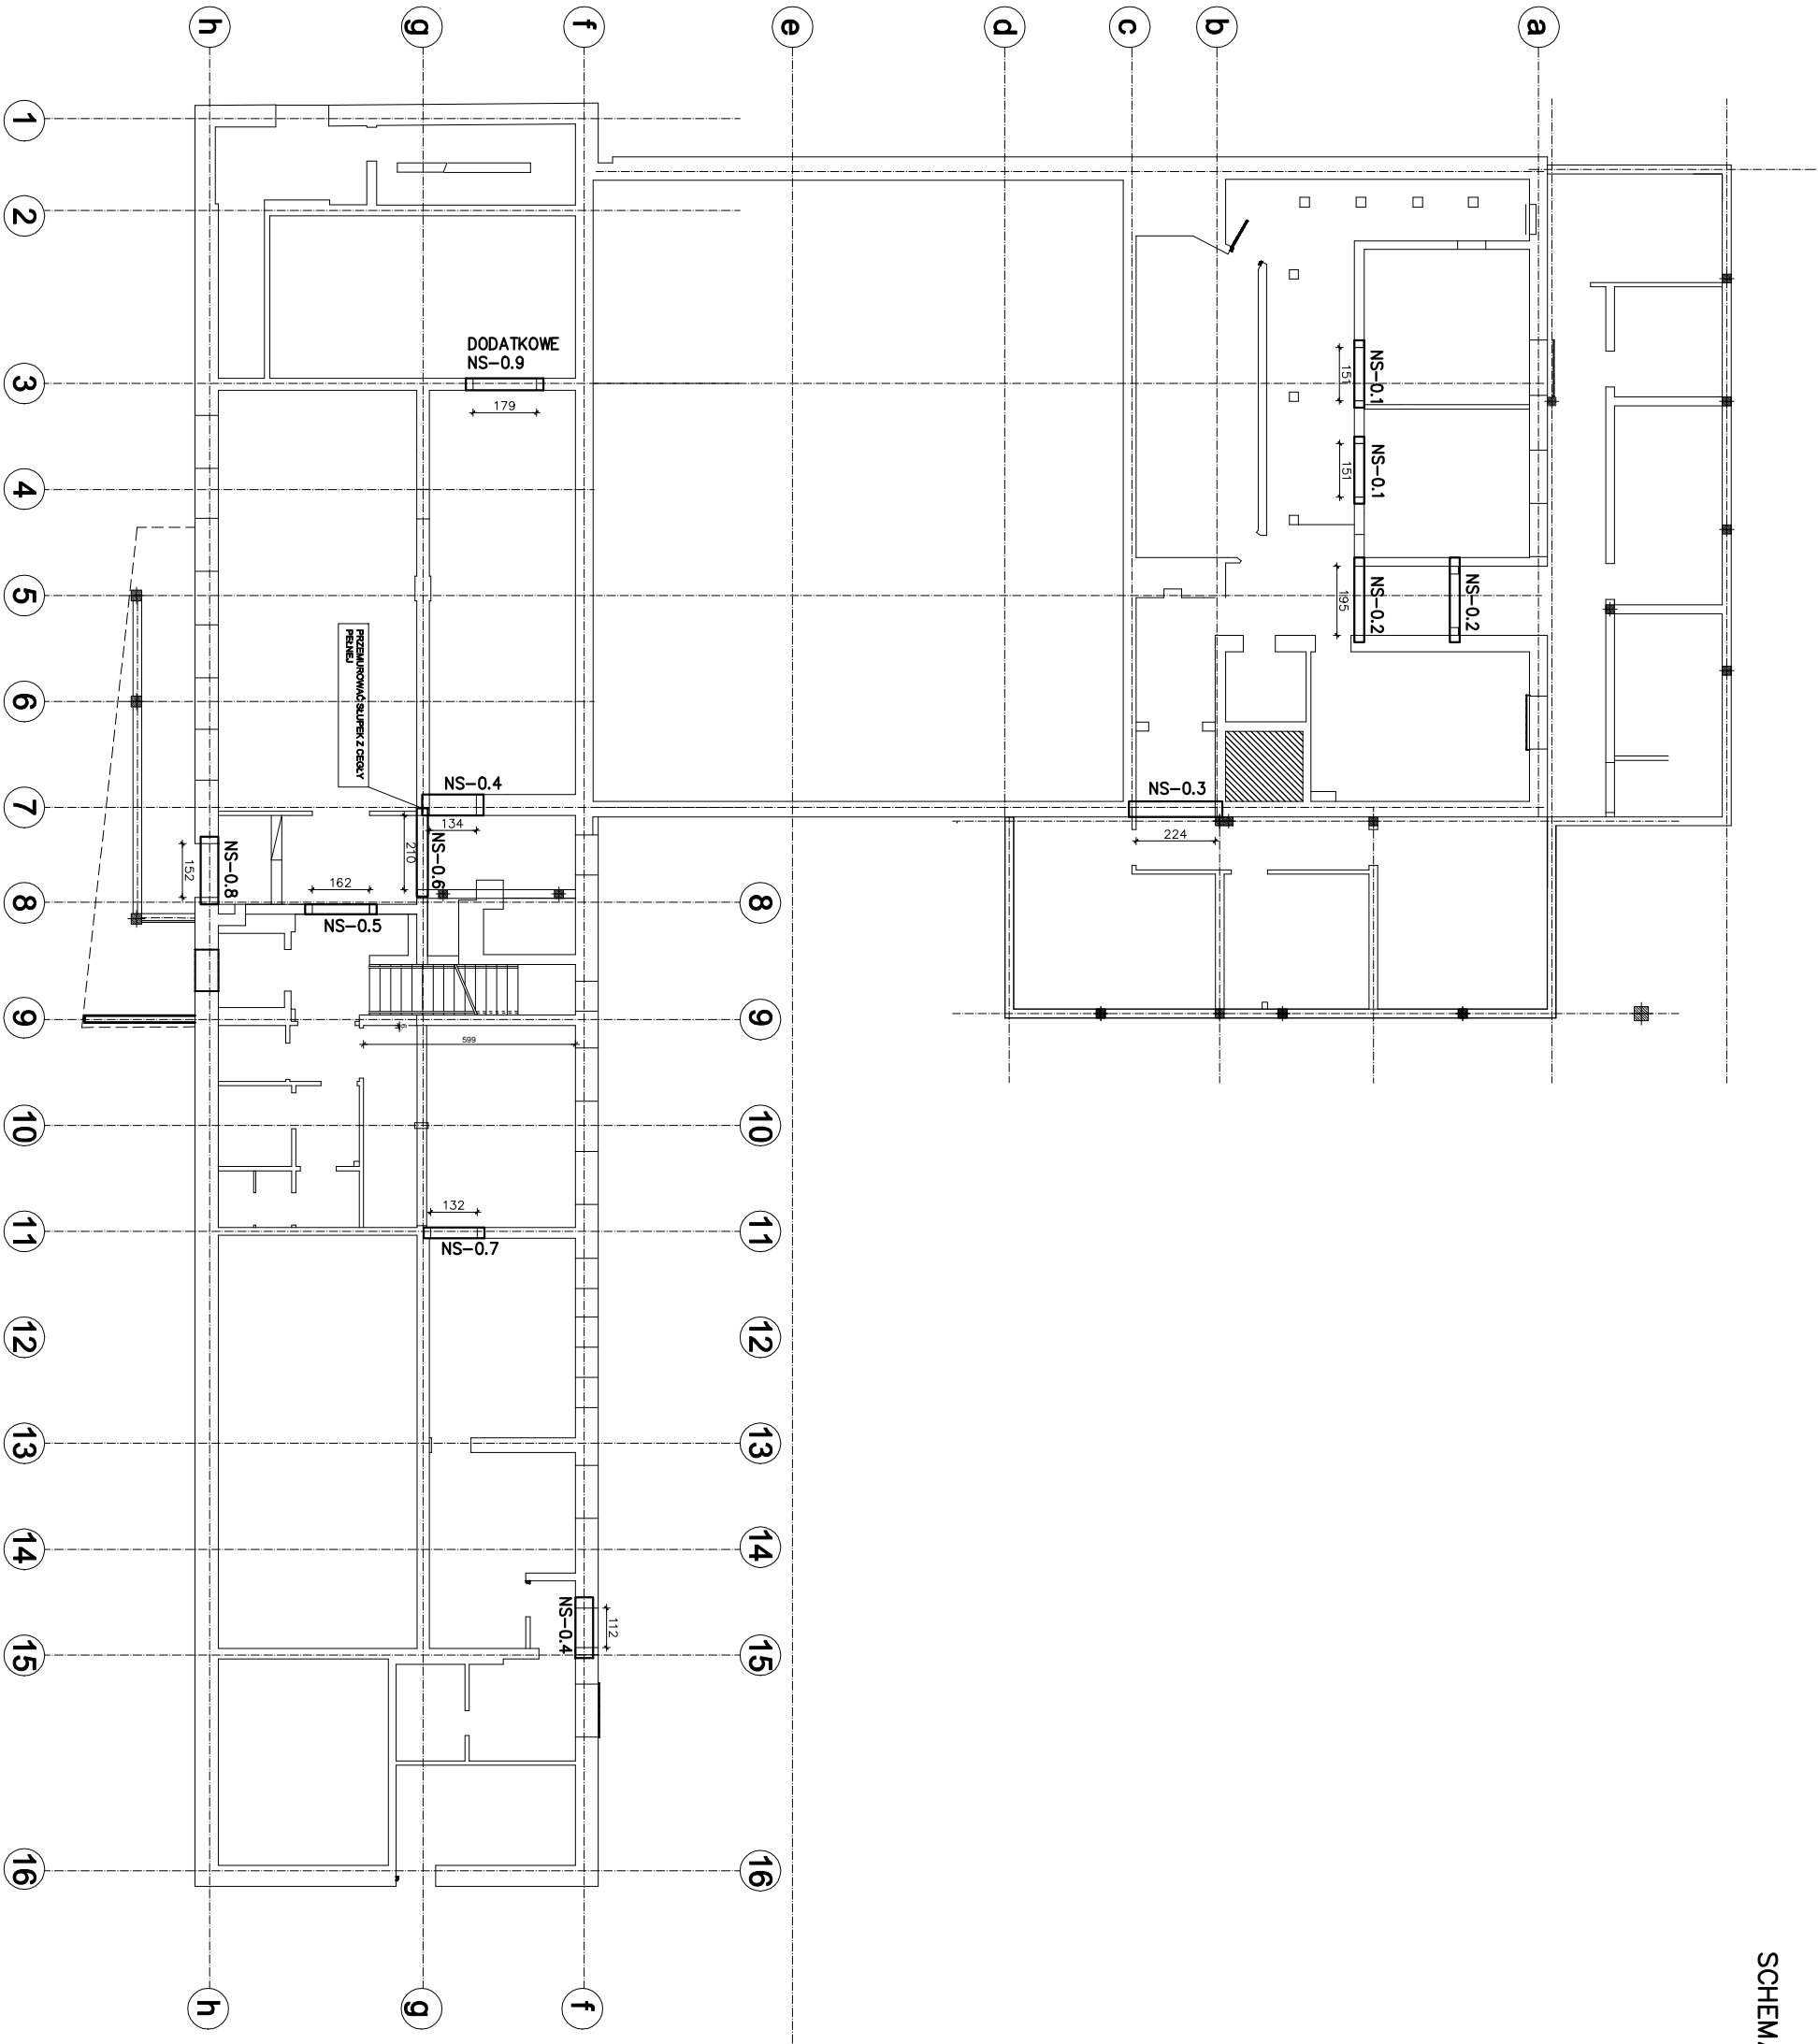 h
g
f
e
d
c
b
a
1
2
3
4
5
6
7
8
9
10
11
12
13
14
15
16
8
9
10
11
12
13
14
15
16
h
g
f
DODATKOWE
NS-0.9
179
NS-0.1
151
NS-0.1
151
NS-0.2
195
NS-0.2
PRZEMUROWAĆ SŁUPEK Z CEGŁY
PEŁNEJ
NS-0.4
134
NS-0.6
210
NS-0.3
224
NS-0.8
152
162
NS-0.5
599
132
NS-0.7
NS-0.4
112
SCHEMA